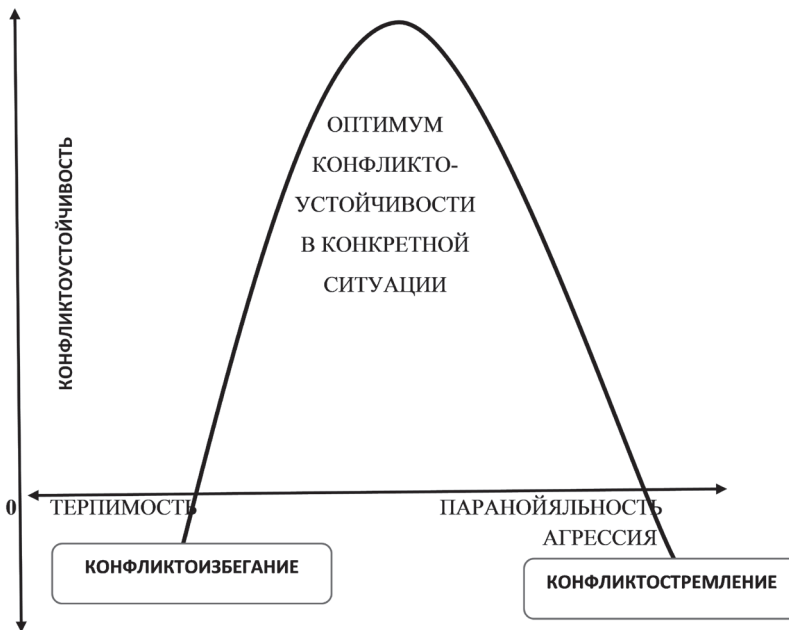 КОНФЛИКТОУСТОЙЧИВОСТЬ
ОПТИМУМ
КОНФЛИКТО-
УСТОЙЧИВОСТИ
В КОНКРЕТНОЙ
СИТУАЦИИ
0
ТЕРПИМОСТЬ
ПАРАНОЙЯЛЬНОСТЬ
АГРЕССИЯ
КОНФЛИКТОИЗБЕГАНИЕ
КОНФЛИКТОСТРЕМЛЕНИЕ